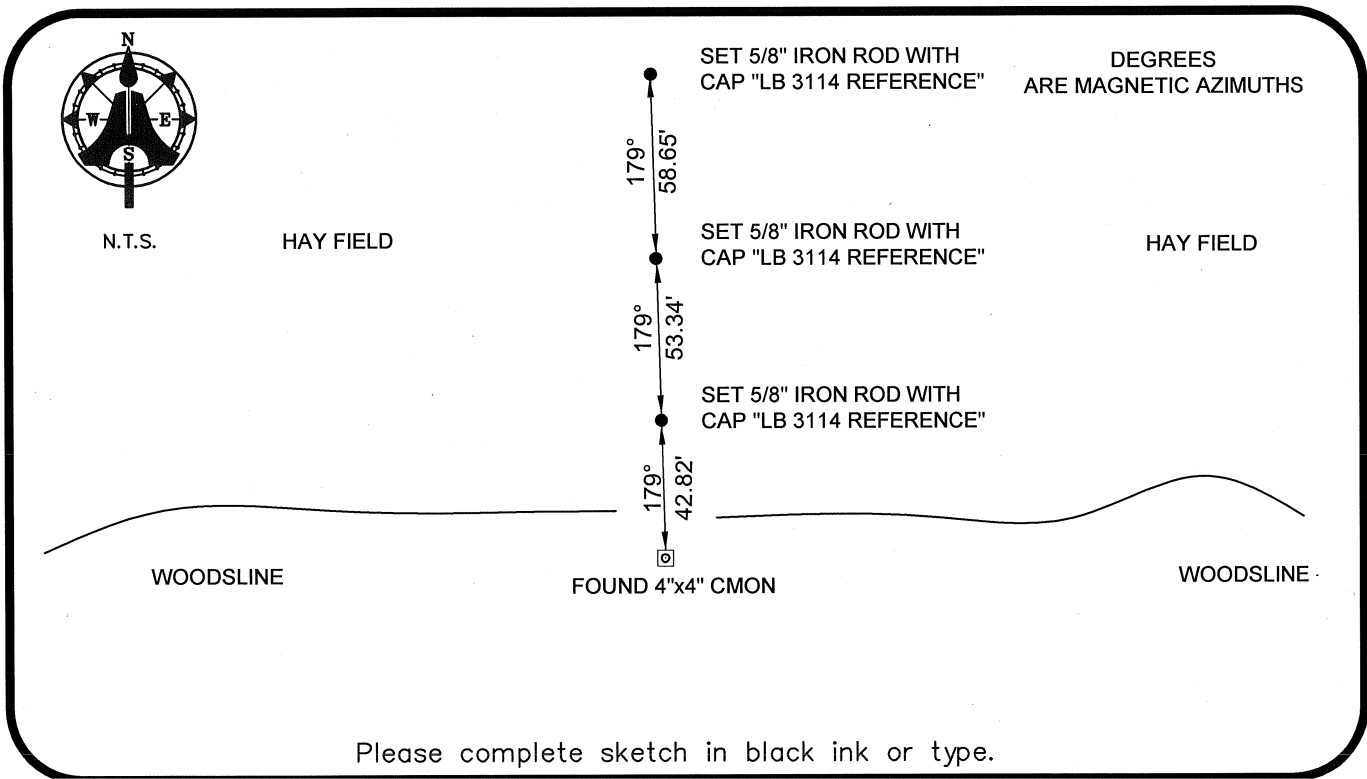 N
W E
S
N.T.S.
SET 5/8" IRON ROD WITH
CAP "LB 3114 REFERENCE"
DEGREES
ARE MAGNETIC AZIMUTHS
179°
58.65'
HAY FIELD
SET 5/8" IRON ROD WITH
CAP "LB 3114 REFERENCE"
HAY FIELD
179°
53.34'
SET 5/8" IRON ROD WITH
CAP "LB 3114 REFERENCE"
179°
42.82'
WOODSLINE
FOUND 4"x4" CMON
WOODSLINE
Please complete sketch in black ink or type.